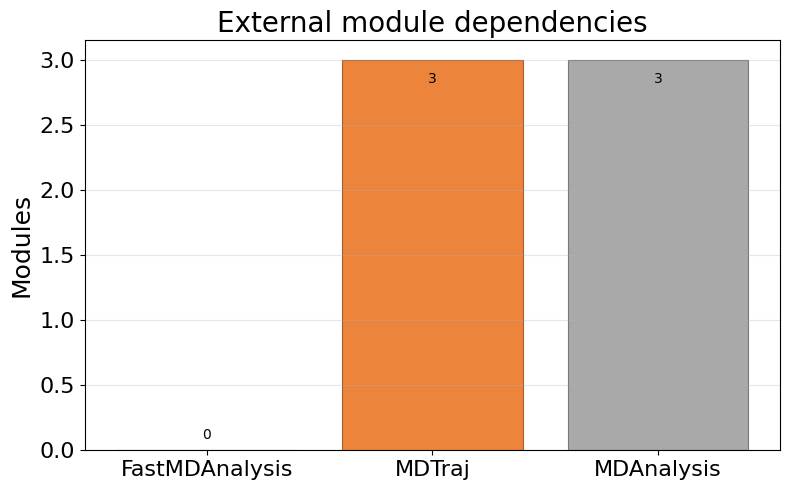 External module dependencies
Modules
3.0
2.5
2.0
1.5
1.0
0.5
0.0
0
3
3
FastMDAnalysis
MDTraj
MDAnalysis